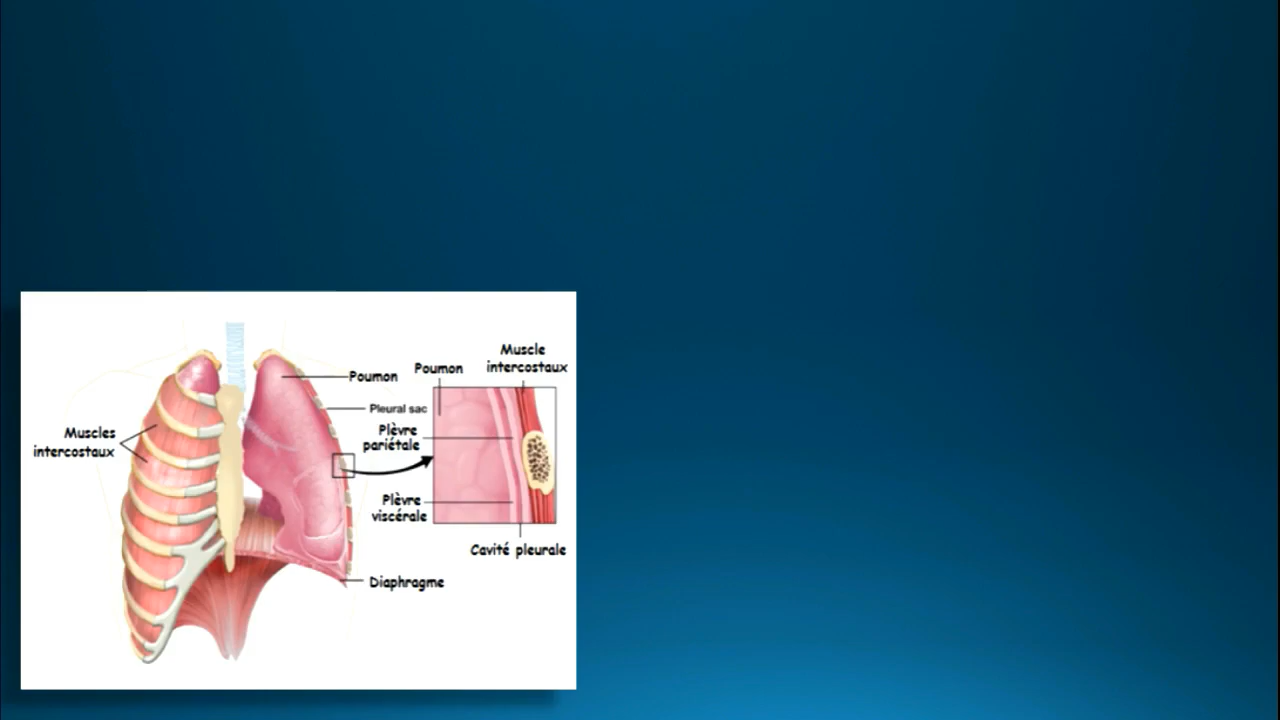 Muscle
intercostaux
Poumon
Poumon
Pleural sac
Plèvre
pariétale
Muscles
intercostaux
Plèvre
viscérale
Cavité pleurale
Diaphragme